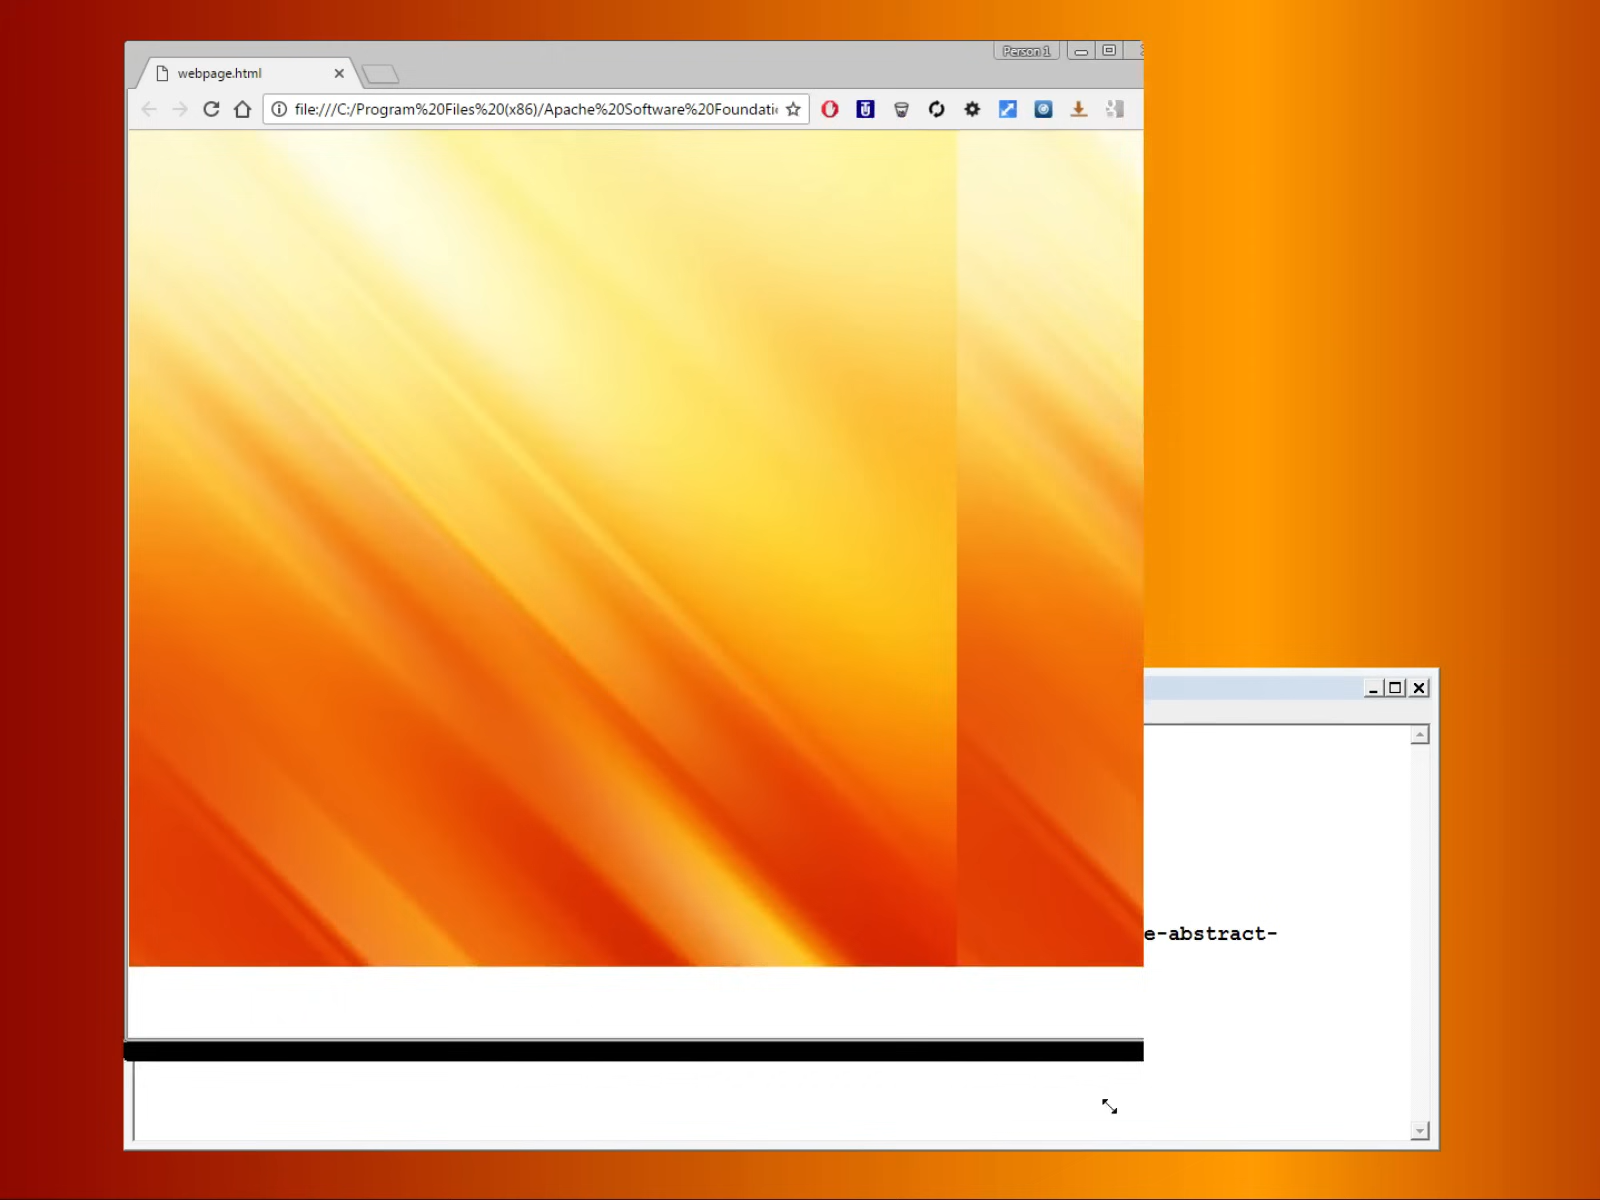 Person 1
webpage.html
file:///C:/Program%20Files%20(x86)/Apache%20Software%20Foundati
e-abstract-